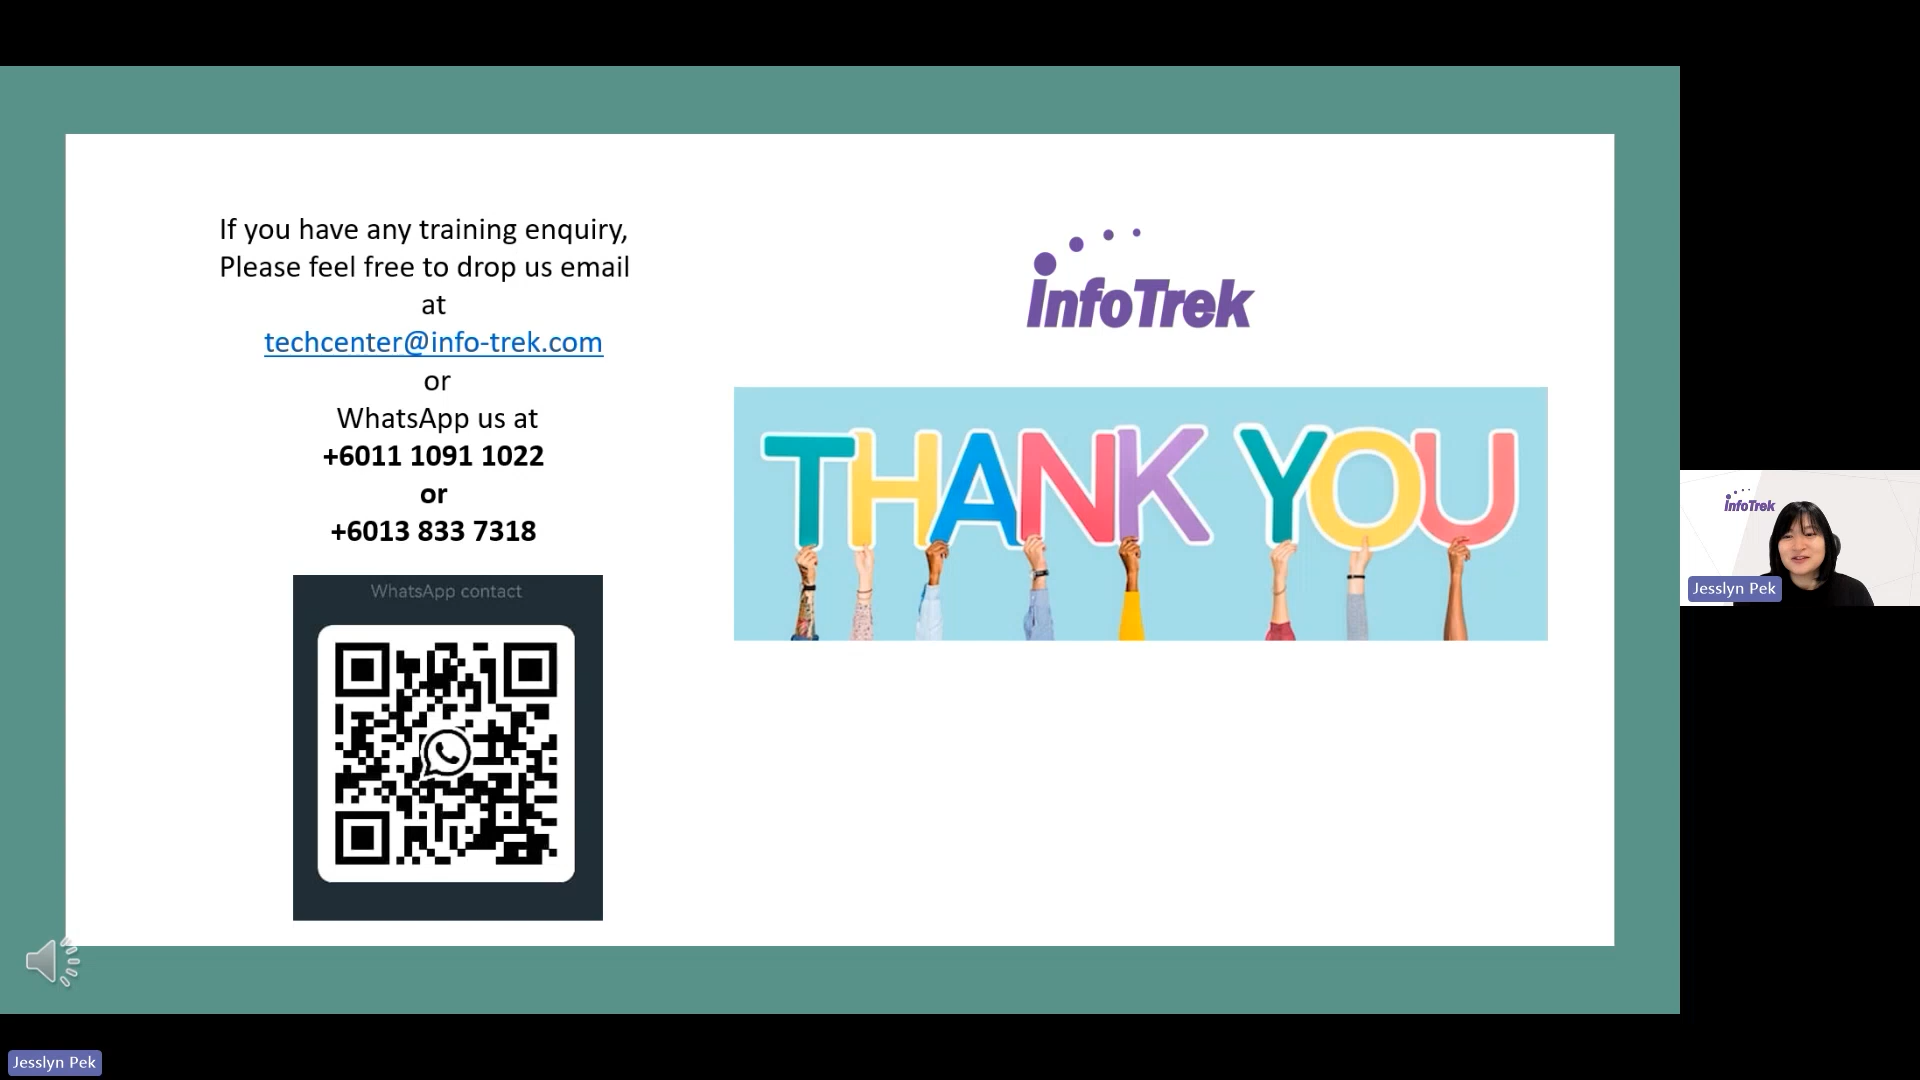 If you have any training enquiry,
Please feel free to drop us email
at
techcenter@info-trek.com
or
WhatsApp us at
+6011 1091 1022
or
+6013 833 7318
WhatsApp contact
InfoTrek
THANK YOU
InfoTrek
Jesslyn Pek
Jesslyn Pek